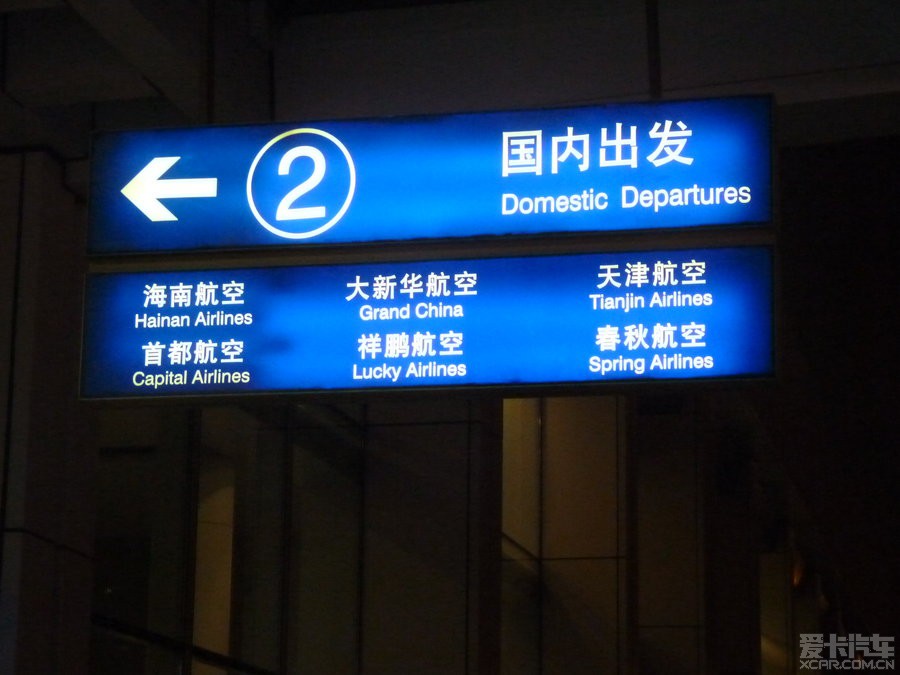 2
国内出发
Domestic Departures
海南航空
Hainan Airlines
大新华航空
Grand China
天津航空
Tianjin Airlines
首都航空
Capital Airlines
祥鹏航空
Lucky Airlines
春秋航空
Spring Airlines
爱卡汽车
XCAR.COM.CN